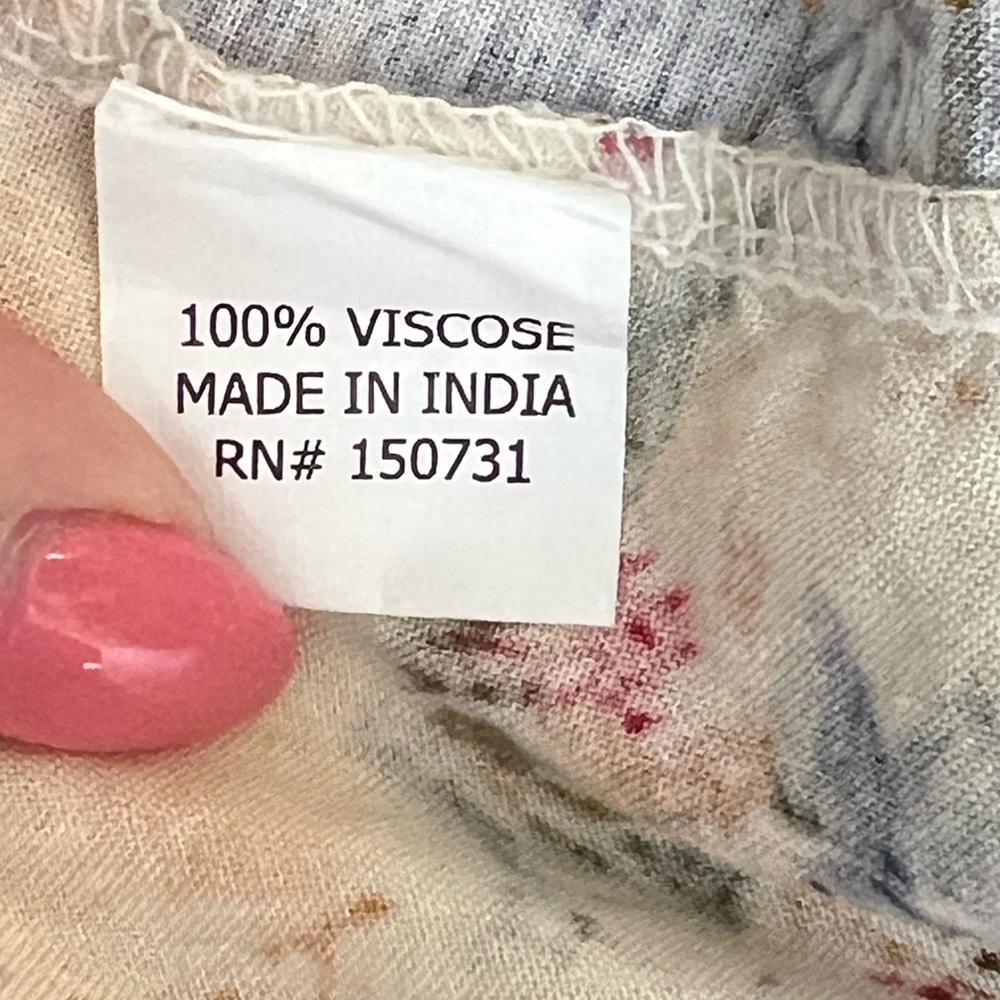 100% VISCOSE
MADE IN INDIA
RN# 150731